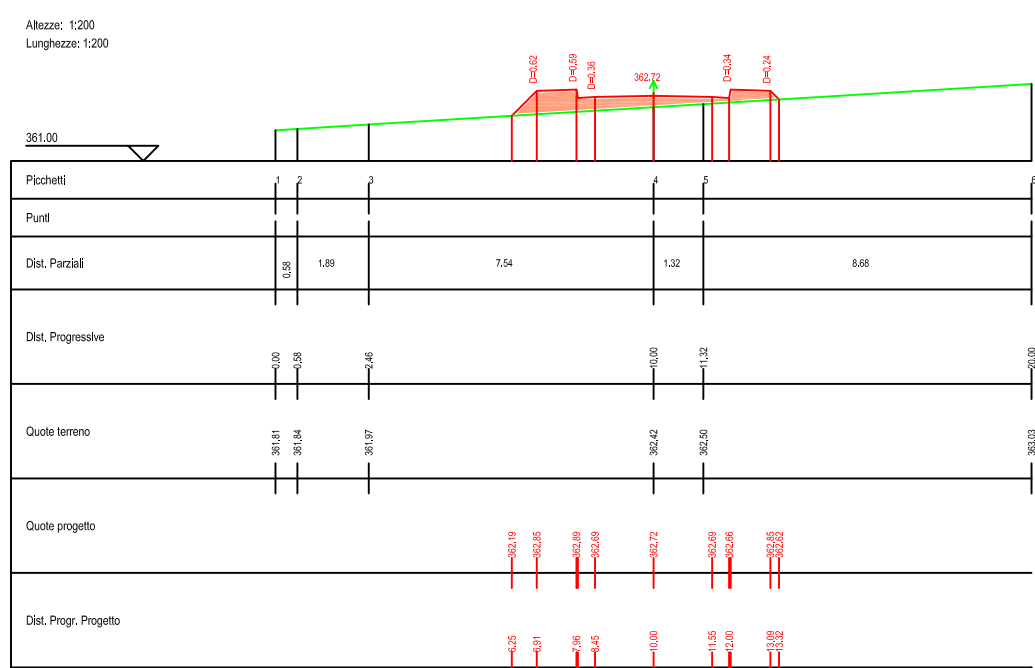 Altezze: 1:200
Lunghezze: 1:200
D=0.62
D=0.59
D=0.36
362.72
D=0.34
D=0.24
361.00
Picchetti 1 2 3 4 5 6
Punti
Dist. Parziali 0.58 1.89 7.54 1.32 8.68
Dist. Progressive 0.00 0.58 2.46 10.00 11.32 20.00
Quote terreno 361.81 361.84 361.97 362.42 362.50 363.03
Quote progetto 362.19 362.85 362.89 362.69 362.72 362.69 362.66 362.85 362.62
Dist. Progr. Progetto 6.25 6.91 7.96 8.45 10.00 11.55 12.00 13.09 13.32